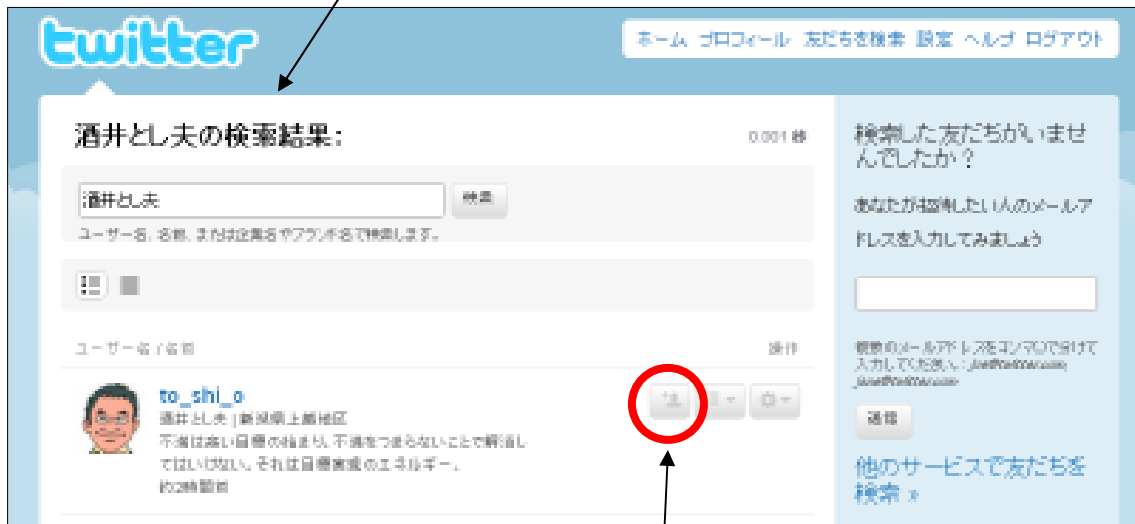 twitter
ホーム プロフィール 友だちを検索 設定 ヘルプ ログアウト
酒井とし夫の検索結果:
0.001 秒
酒井とし夫
検索
ユーザー名、名前、または企業名やブランド名で検索します。
ユーザー名 / 名前
操作
to_shi_o
酒井とし夫 | 新潟県上越地区
不満は高い目標の始まり。不満をつまらないことで解消し
てはいけない。それは目標実現のエネルギー。
約2時間前
検索した友だちがいませ
んでしたか？
あなたが招待したい人のメールア
ドレスを入力してみましょう
複数のメールアドレスをコンマ(,)で分けて
入力してください:
送信
他のサービスで友だちを
検索 »